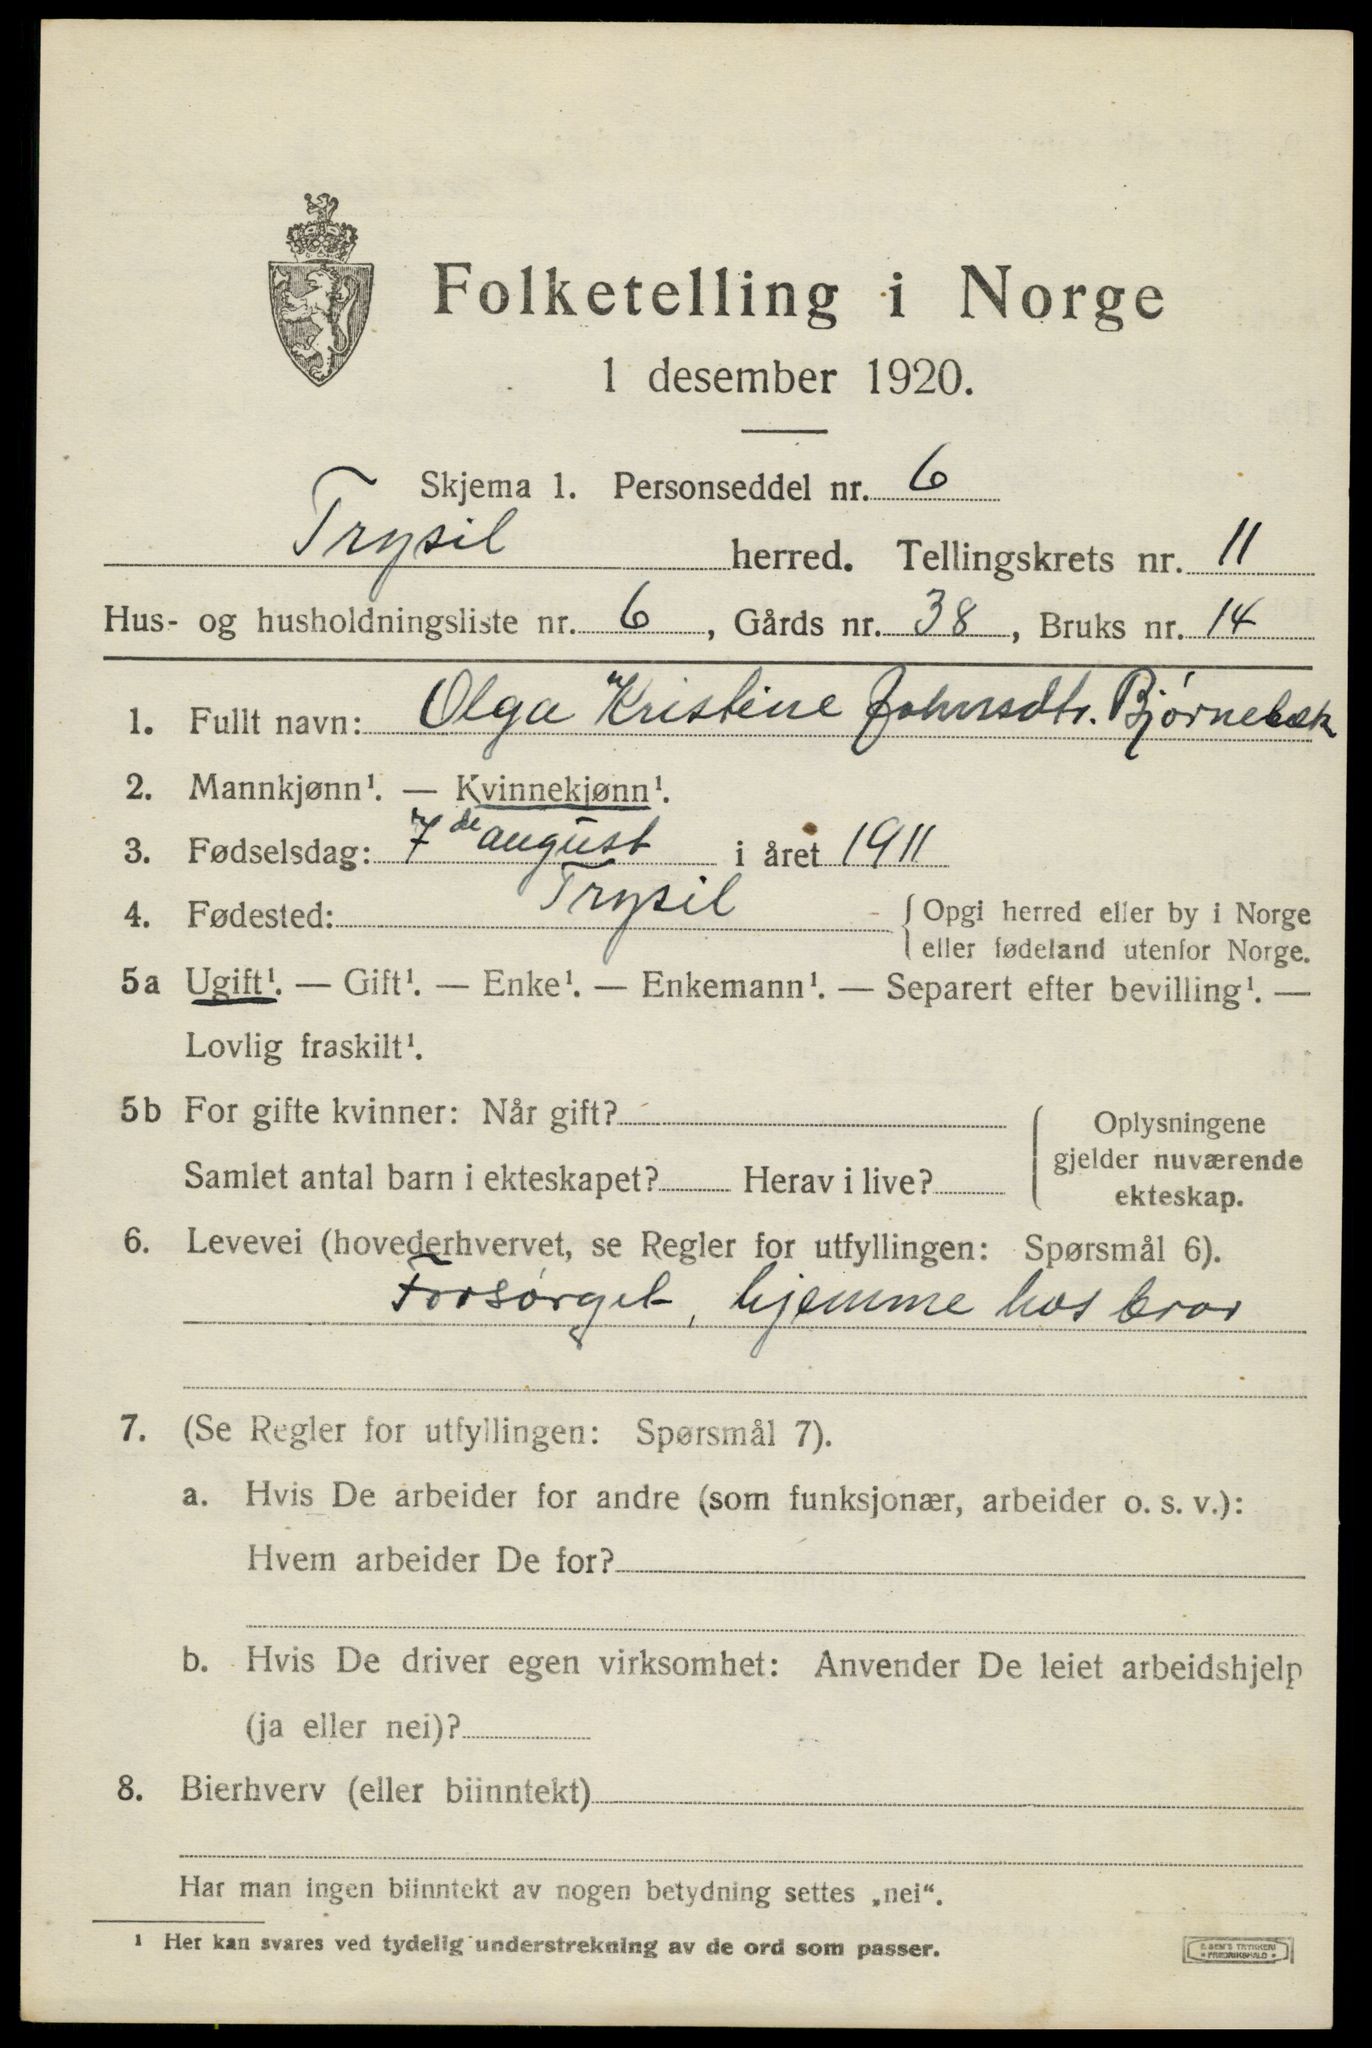 Folketelling i Norge
1 desember 1920.
Skjema 1. Personseddel nr. 6
Trysil herred. Tellingskrets nr. 11
Hus- og husholdningsliste nr. 6, Gårds nr. 38, Bruks nr. 14
1. Fullt navn: Olga Kristine Johnsdtr. Bjørnebæk
2. Mannkjønn¹. — Kvinnekjønn¹.
3. Fødselsdag: 7de august i året 1911
4. Fødested: Trysil
Opgi herred eller by i Norge
eller fødeland utenfor Norge.
5a Ugift¹. — Gift¹. — Enke¹. — Enkemann¹. — Separert efter bevilling¹. —
Lovlig fraskilt¹.
5b For gifte kvinner: Når gift?
Samlet antal barn i ekteskapet? Herav i live?
Oplysningene
gjelder nuværende
ekteskap.
6. Levevei (hovederhvervet, se Regler for utfyllingen: Spørsmål 6).
Forsørget, hjemme hos bror
7. (Se Regler for utfyllingen: Spørsmål 7).
a. Hvis De arbeider for andre (som funksjonær, arbeider o. s. v.):
Hvem arbeider De for?
b. Hvis De driver egen virksomhet: Anvender De leiet arbeidshjelp
(ja eller nei)?
8. Bierhverv (eller biinntekt)
Har man ingen biinntekt av nogen betydning settes „nei“.
¹ Her kan svares ved tydelig understrekning av de ord som passer.
TRYKKERI
FREDRIKSHALD